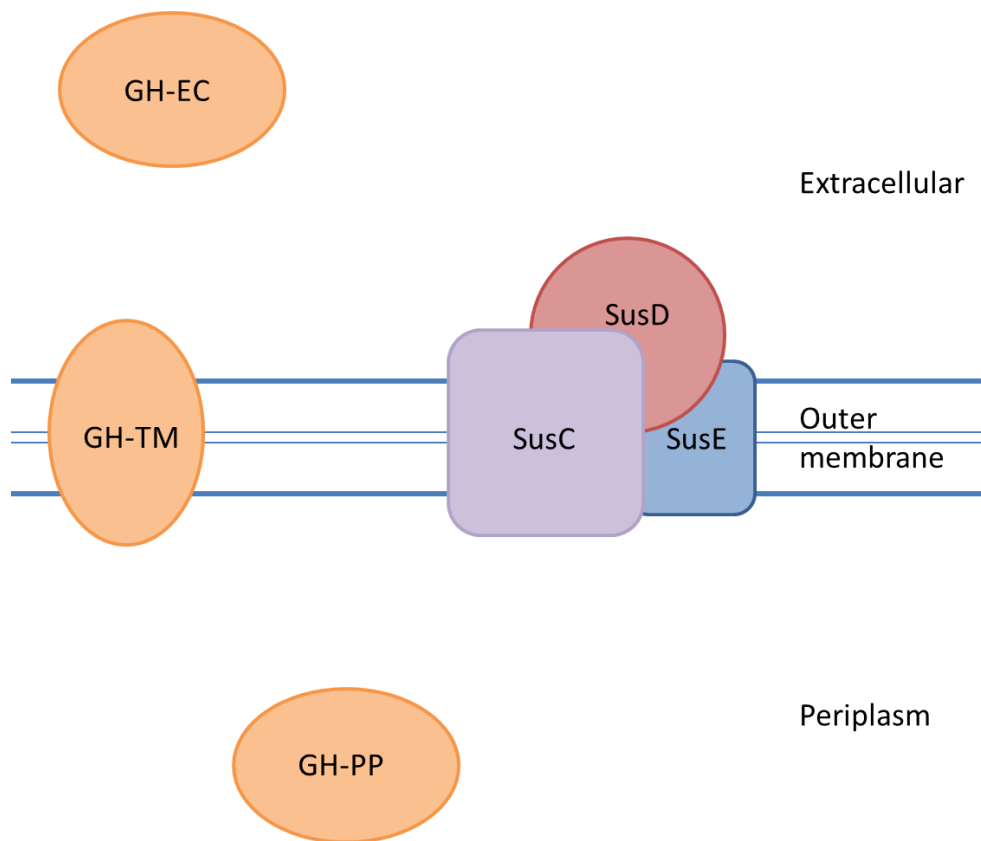 GH-EC
Extracellular
SusD
GH-TM
SusC
SusE
Outer
membrane
Periplasm
GH-PP